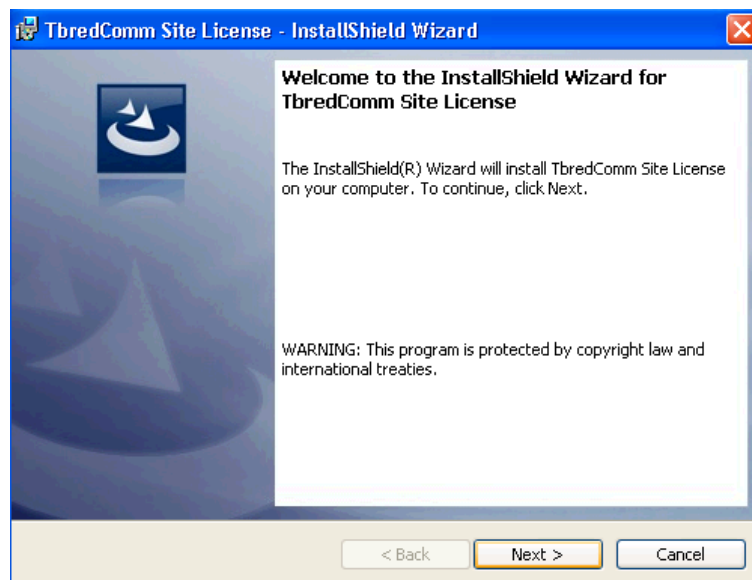 TbredComm Site License - InstallShield Wizard
Welcome to the InstallShield Wizard for
TbredComm Site License
The InstallShield(R) Wizard will install TbredComm Site License
on your computer. To continue, click Next.
WARNING: This program is protected by copyright law and
international treaties.
< Back
Next >
Cancel